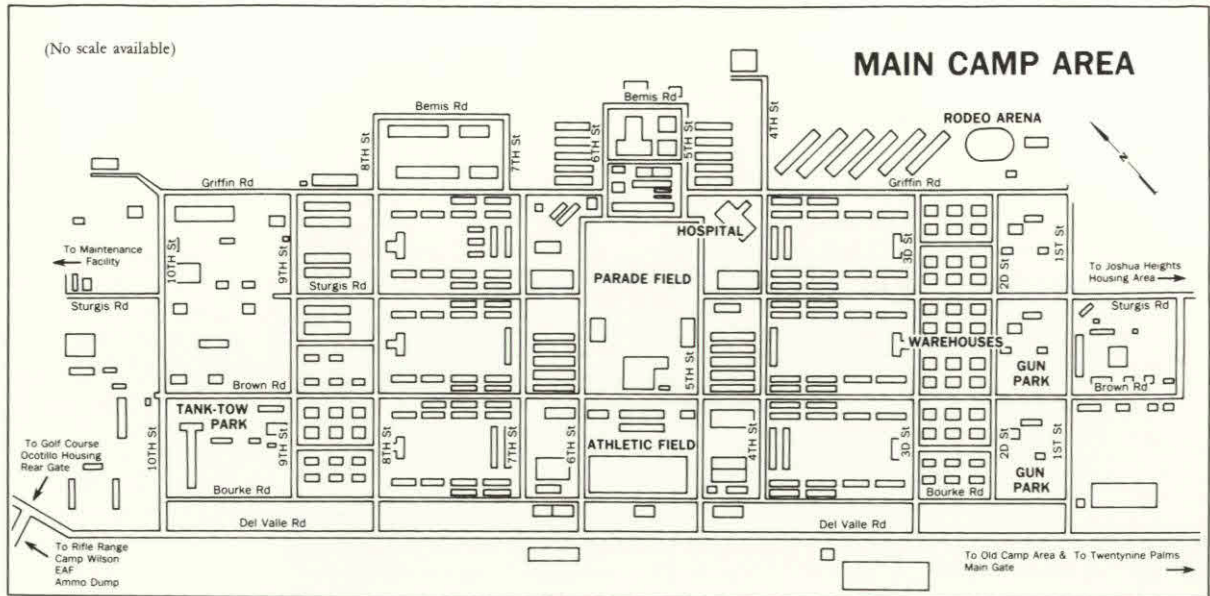 (No scale available)
MAIN CAMP AREA
Bemis Rd
Bemis Rd
RODEO ARENA
8TH St
7TH St
6TH St
5TH St
4TH St
N
Griffin Rd
Griffin Rd
HOSPITAL
To Maintenance
Facility
10TH St
9TH St
3D St
2D St
1ST St
PARADE FIELD
To Joshua Heights
Housing Area
Sturgis Rd
Sturgis Rd
Sturgis Rd
WAREHOUSES
GUN
PARK
5TH St
Brown Rd
Brown Rd
TANK-TOW
PARK
To Golf Course
Ocotillo Housing
Rear Gate
10TH St
9TH St
8TH St
7TH St
6TH St
ATHLETIC FIELD
4TH St
3D St
2D St
1ST St
GUN
PARK
Bourke Rd
Bourke Rd
Del Valle Rd
Del Valle Rd
To Rifle Range
Camp Wilson
EAF
Ammo Dump
To Old Camp Area &
Main Gate
To Twentynine Palms